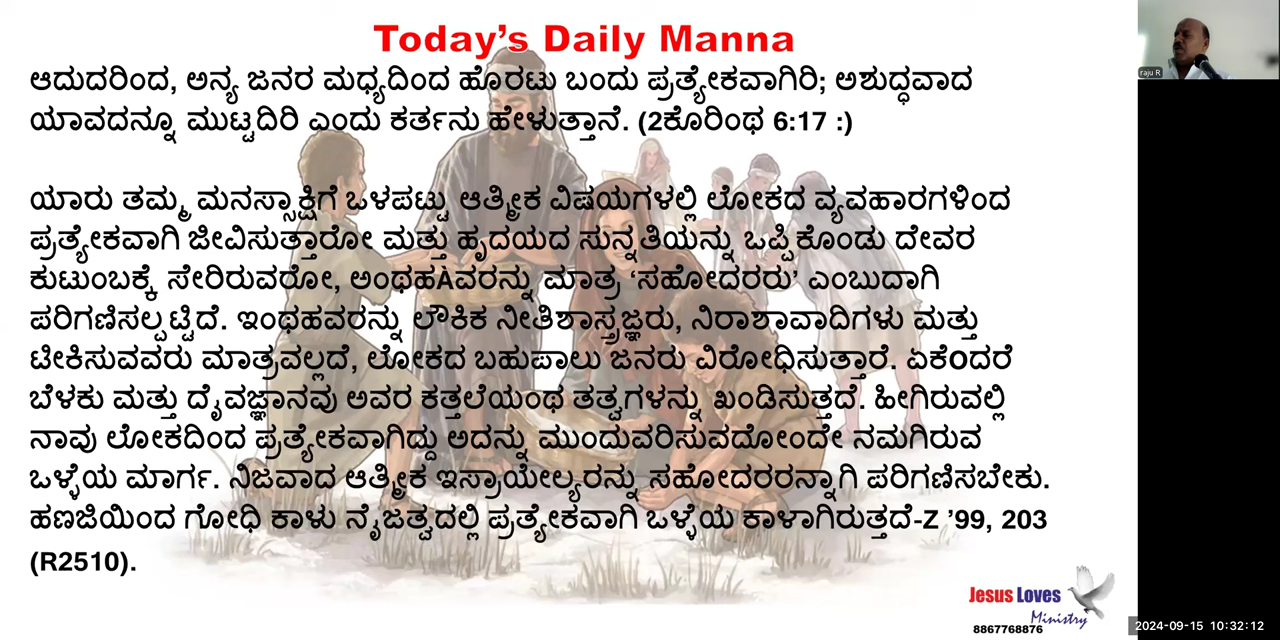 Today's Daily Manna
ಆದುದರಿಂದ, ಅನ್ಯ ಜನರ ಮಧ್ಯದಿಂದ ಹೊರಟು ಬಂದು ಪ್ರತ್ಯೇಕವಾಗಿರಿ; ಅಶುದ್ಧವಾದ
ಯಾವದನ್ನೂ ಮುಟ್ಟದಿರಿ ಎಂದು ಕರ್ತನು ಹೇಳುತ್ತಾನೆ. (2ಕೊರಿಂಥ 6:17 :)
ಯಾರು ತಮ್ಮ ಮನಸ್ಸಾಕ್ಷಿಗೆ ಒಳಪಟ್ಟು ಆತ್ಮೀಕ ವಿಷಯಗಳಲ್ಲಿ ಲೋಕದ ವ್ಯವಹಾರಗಳಿಂದ
ಪ್ರತ್ಯೇಕವಾಗಿ ಜೀವಿಸುತ್ತಾರೋ ಮತ್ತು ಹೃದಯದ ಸುನ್ನತಿಯನ್ನು ಒಪ್ಪಿಕೊಂಡು ದೇವರ
ಕುಟುಂಬಕ್ಕೆ ಸೇರಿರುವರೋ, ಅಂಥಹÀವರನ್ನು ಮಾತ್ರ 'ಸಹೋದರರು' ಎಂಬುದಾಗಿ
ಪರಿಗಣಿಸಲ್ಪಟ್ಟಿದೆ. ಇಂಥಹವರನ್ನು ಲೌಕಿಕ ನೀತಿಶಾಸ್ತ್ರಜ್ಞರು, ನಿರಾಶಾವಾದಿಗಳು ಮತ್ತು
ಟೀಕಿಸುವವರು ಮಾತ್ರವಲ್ಲದೆ, ಲೋಕದ ಬಹುಪಾಲು ಜನರು ವಿರೋಧಿಸುತ್ತಾರೆ. ಏಕೆಂದರೆ
ಬೆಳಕು ಮತ್ತು ದೈವಜ್ಞಾನವು ಅವರ ಕತ್ತಲೆಯಂಥ ತತ್ವಗಳನ್ನು ಖಂಡಿಸುತ್ತದೆ. ಹೀಗಿರುವಲ್ಲಿ
ನಾವು ಲೋಕದಿಂದ ಪ್ರತ್ಯೇಕವಾಗಿದ್ದು ಅದನ್ನು ಮುಂದುವರಿಸುವದೋಂದೇ ನಮಗಿರುವ
ಒಳ್ಳೆಯ ಮಾರ್ಗ. ನಿಜವಾದ ಆತ್ಮೀಕ ಇಸ್ರಾಯೇಲ್ಯರನ್ನು ಸಹೋದರರನ್ನಾಗಿ ಪರಿಗಣಿಸಬೇಕು.
ಹಣಜಿಯಿಂದ ಗೋಧಿ ಕಾಳು ನೈಜತ್ವದಲ್ಲಿ ಪ್ರತ್ಯೇಕವಾಗಿ ಒಳ್ಳೆಯ ಕಾಳಾಗಿರುತ್ತದೆ-Z '99, 203
(R2510).
Jesus Loves
Ministry
8867768876
raju R
2024-09-15 10:32:12